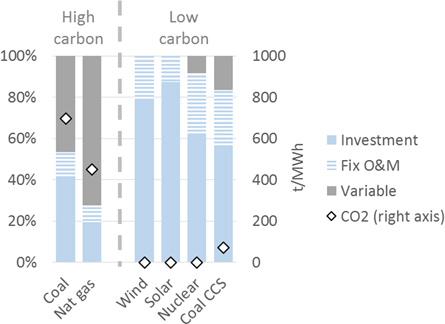 High
carbon
Low
carbon
100%
80%
60%
40%
20%
0%
1000
800
600
400
200
0
t/MWh
Coal
Nat gas
Wind
Solar
Nuclear
Coal CCS
Investment
Fix O&M
Variable
CO2 (right axis)